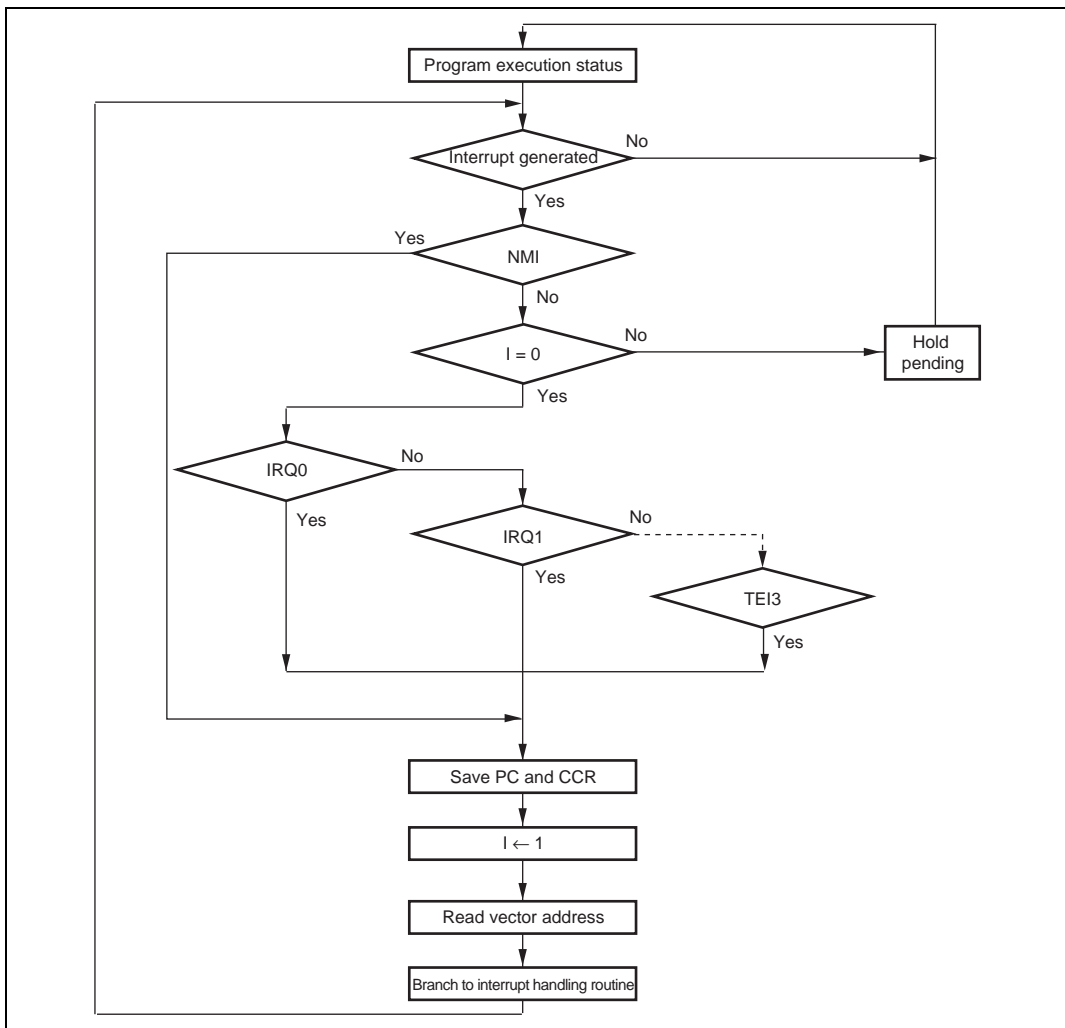 Program execution status
Interrupt generated
No
Yes
Yes
NMI
No
I = 0
No
Hold
pending
Yes
IRQ0
No
Yes
IRQ1
No
Yes
TEI3
Yes
Save PC and CCR
I ← 1
Read vector address
Branch to interrupt handling routine